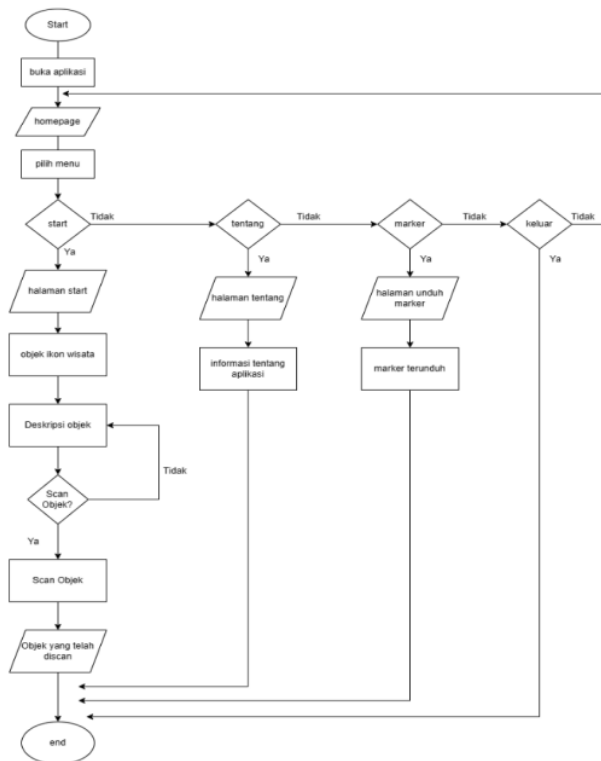 Start
buka aplikasi
homepage
pilih menu
start
Tidak
tentang
Tidak
marker
Tidak
keluar
Tidak
Ya
Ya
Ya
Ya
halaman start
halaman tentang
halaman unduh
marker
objek ikon wisata
informasi tentang
aplikasi
marker terunduh
Deskripsi objek
Tidak
Scan
Objek?
Ya
Scan Objek
Objek yang telah
discan
end